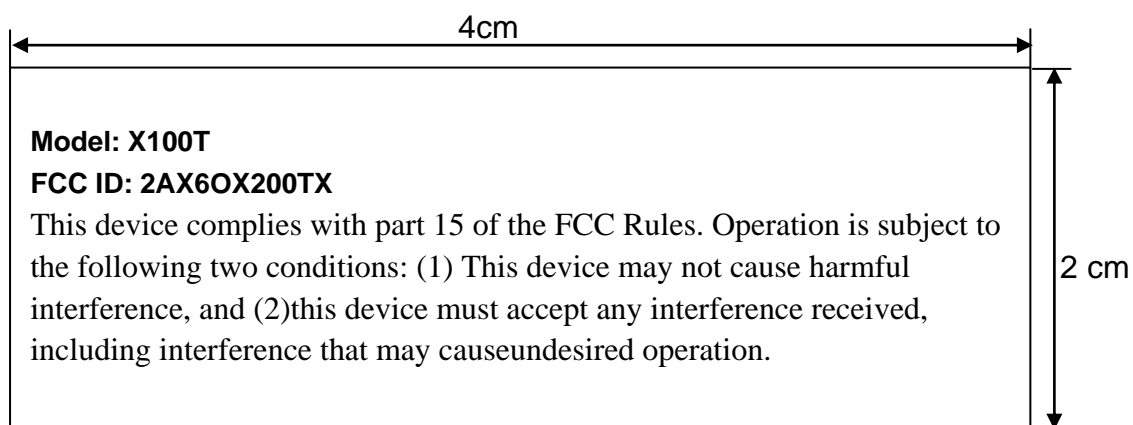 4cm
Model: X100T
FCC ID: 2AX6OX200TX
This device complies with part 15 of the FCC Rules. Operation is subject to
the following two conditions: (1) This device may not cause harmful
interference, and (2)this device must accept any interference received,
including interference that may causeundesired operation.
2 cm